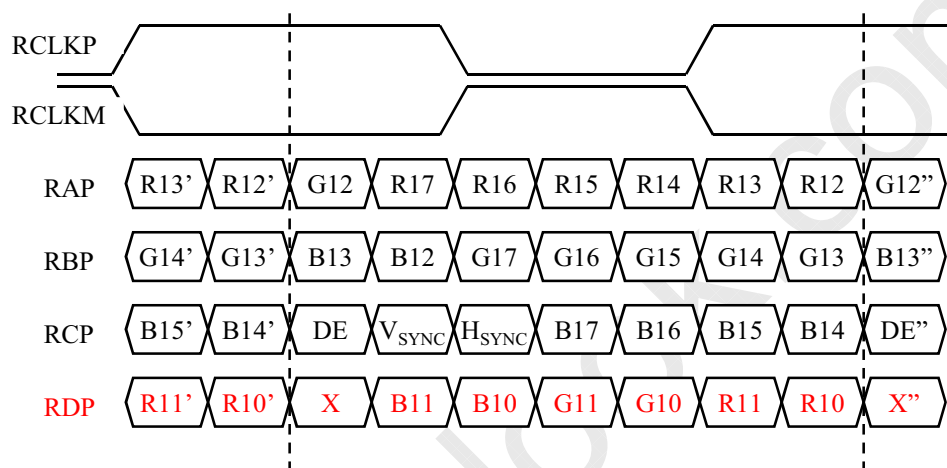 RCLKP
RCLKM
RAP R13’ R12’ G12 R17 R16 R15 R14 R13 R12 G12”
RBP G14’ G13’ B13 B12 G17 G16 G15 G14 G13 B13”
RCP B15’ B14’ DE VSYNC HSYNC B17 B16 B15 B14 DE”
RDP R11’ R10’ X B11 B10 G11 G10 R11 R10 X”